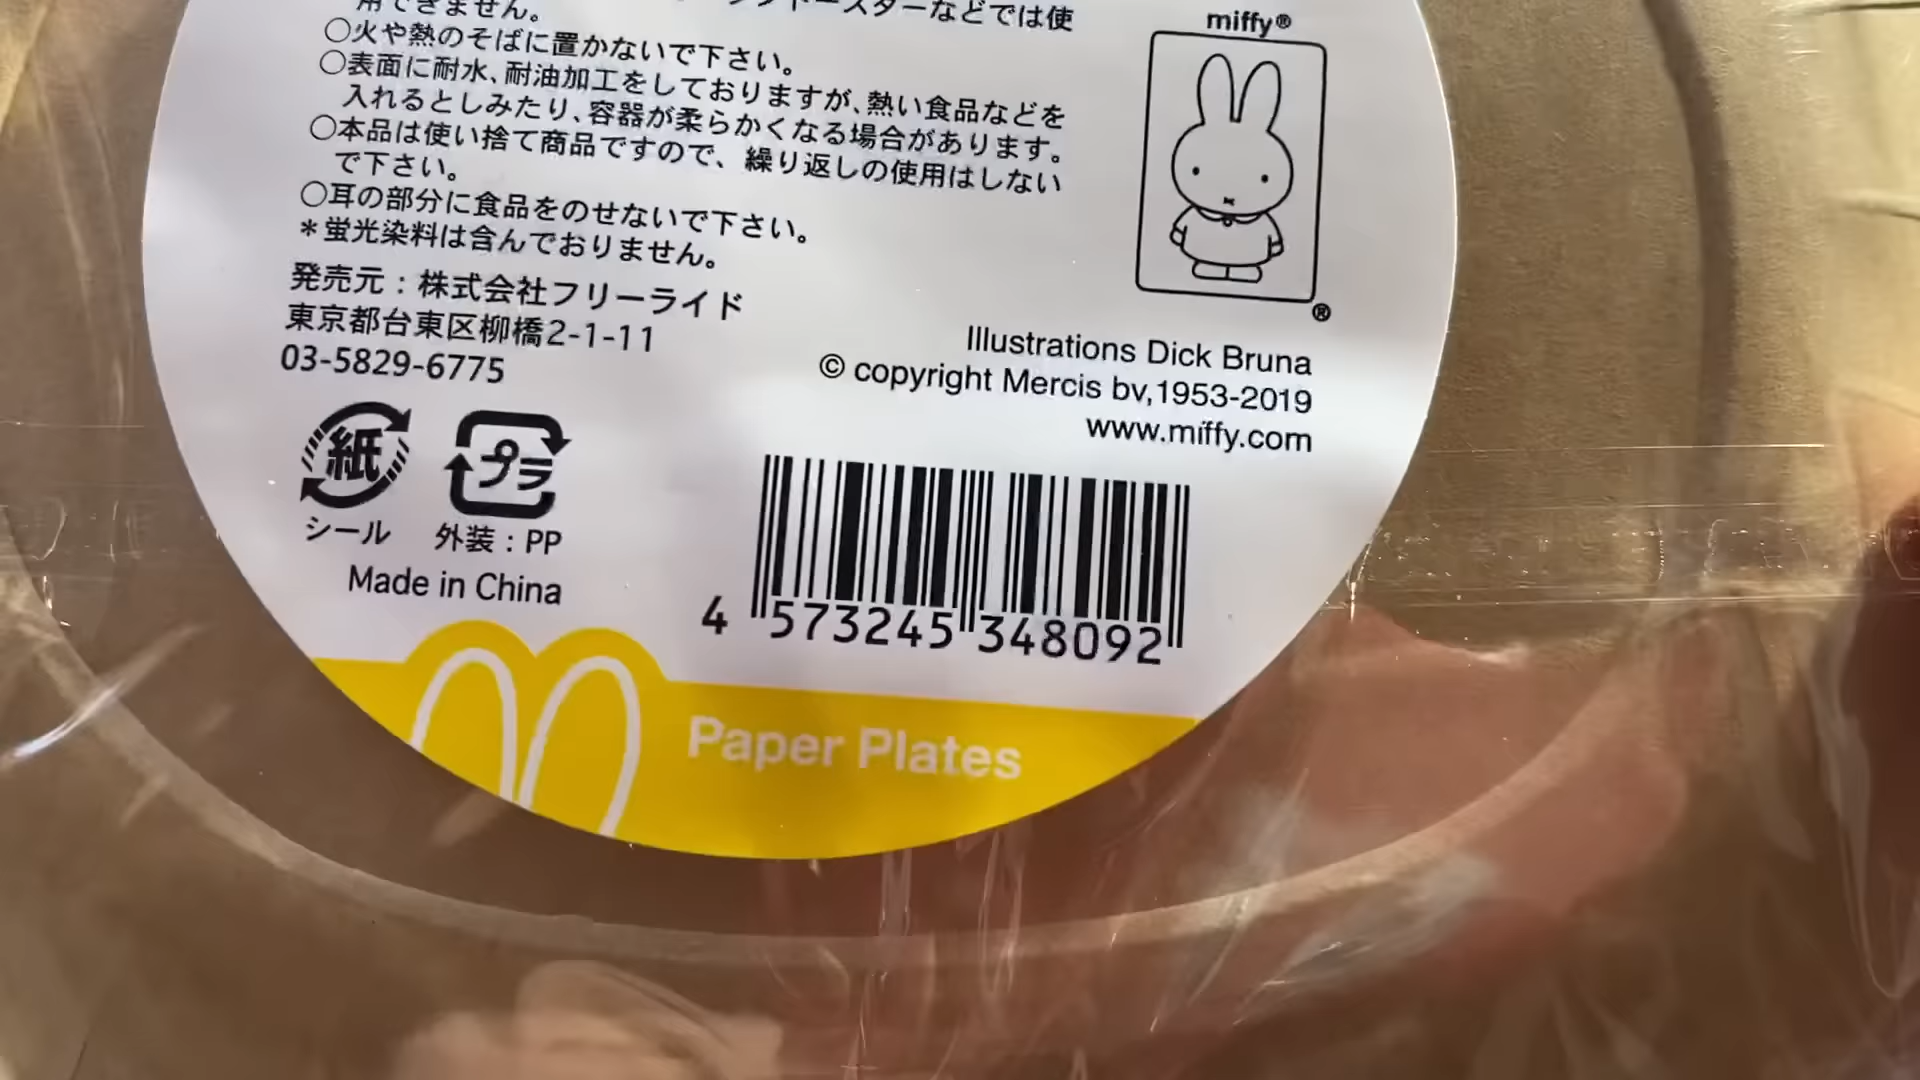 用できません。
スターなどでは使
○火や熱のそばに置かないで下さい。
○表面に耐水、耐油加工をしておりますが、熱い食品などを
入れるとしみたり、容器が柔らかくなる場合があります。
○本品は使い捨て商品ですので、繰り返しの使用はしない
で下さい。
○耳の部分に食品をのせないで下さい。
*蛍光染料は含んでおりません。
発売元：株式会社フリーライド
東京都台東区柳橋2-1-11
03-5829-6775
紙
プラ
シール
外装：PP
Made in China
miffy®
®
Illustrations Dick Bruna
© copyright Mercis bv,1953-2019
www.miffy.com
4 573245 348092
Paper Plates